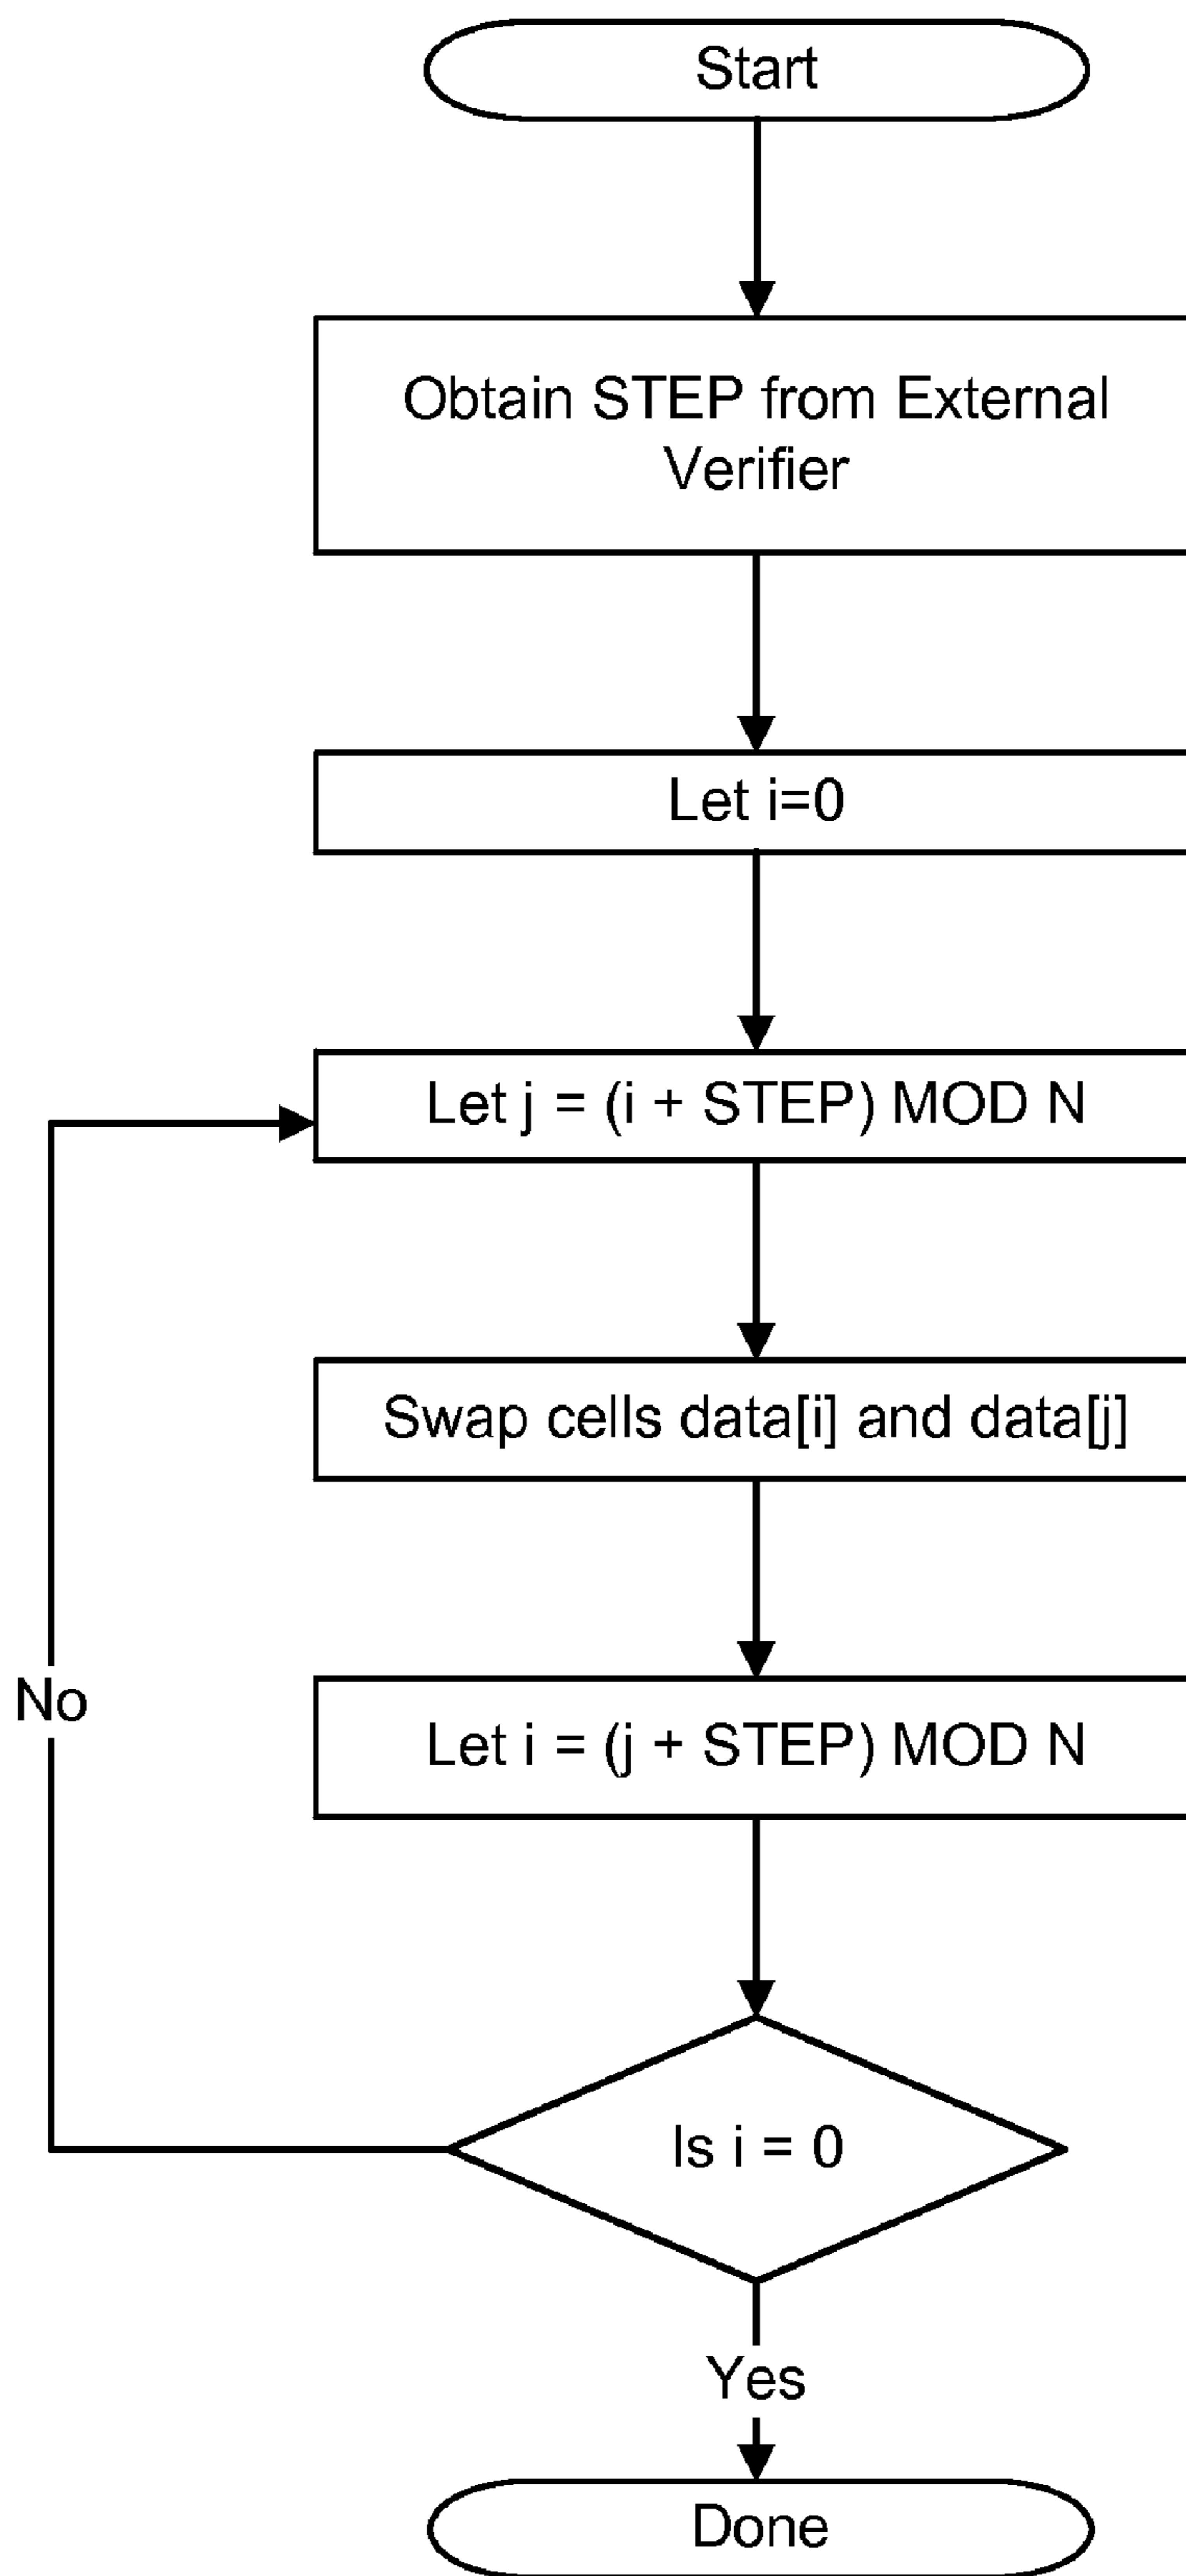 Start
Obtain STEP from External
Verifier
Let i=0
Let j = (i + STEP) MOD N
Swap cells data[i] and data[j]
No
Let i = (j + STEP) MOD N
Is i = 0
Yes
Done